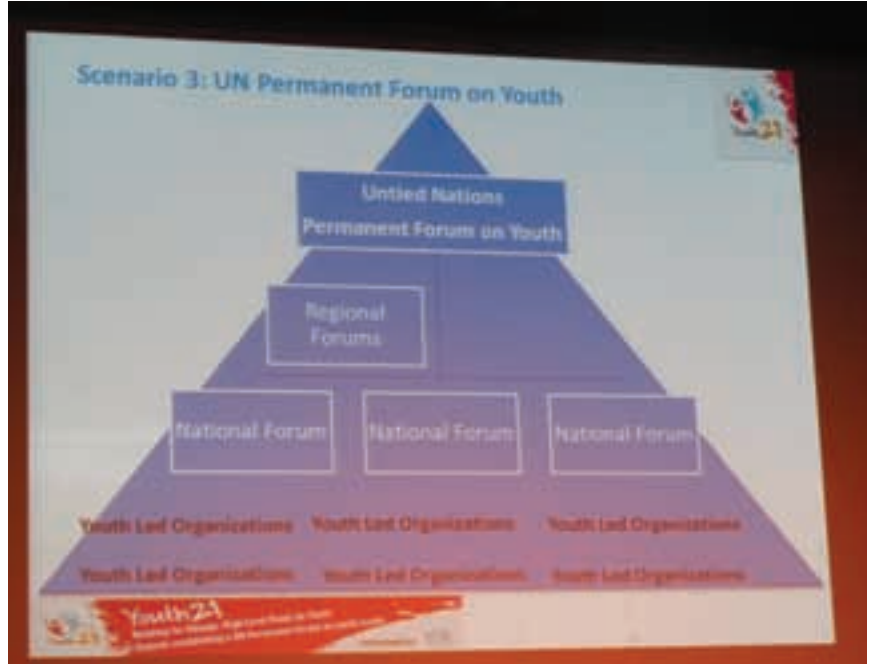 Scenario 3: UN Permanent Forum on Youth
Youth 21
Untied Nations
Permanent Forum on Youth
Regional
Forums
National Forum National Forum National Forum
Youth Led Organizations Youth Led Organizations Youth Led Organizations
Youth Led Organizations Youth Led Organizations Youth Led Organizations
Youth21